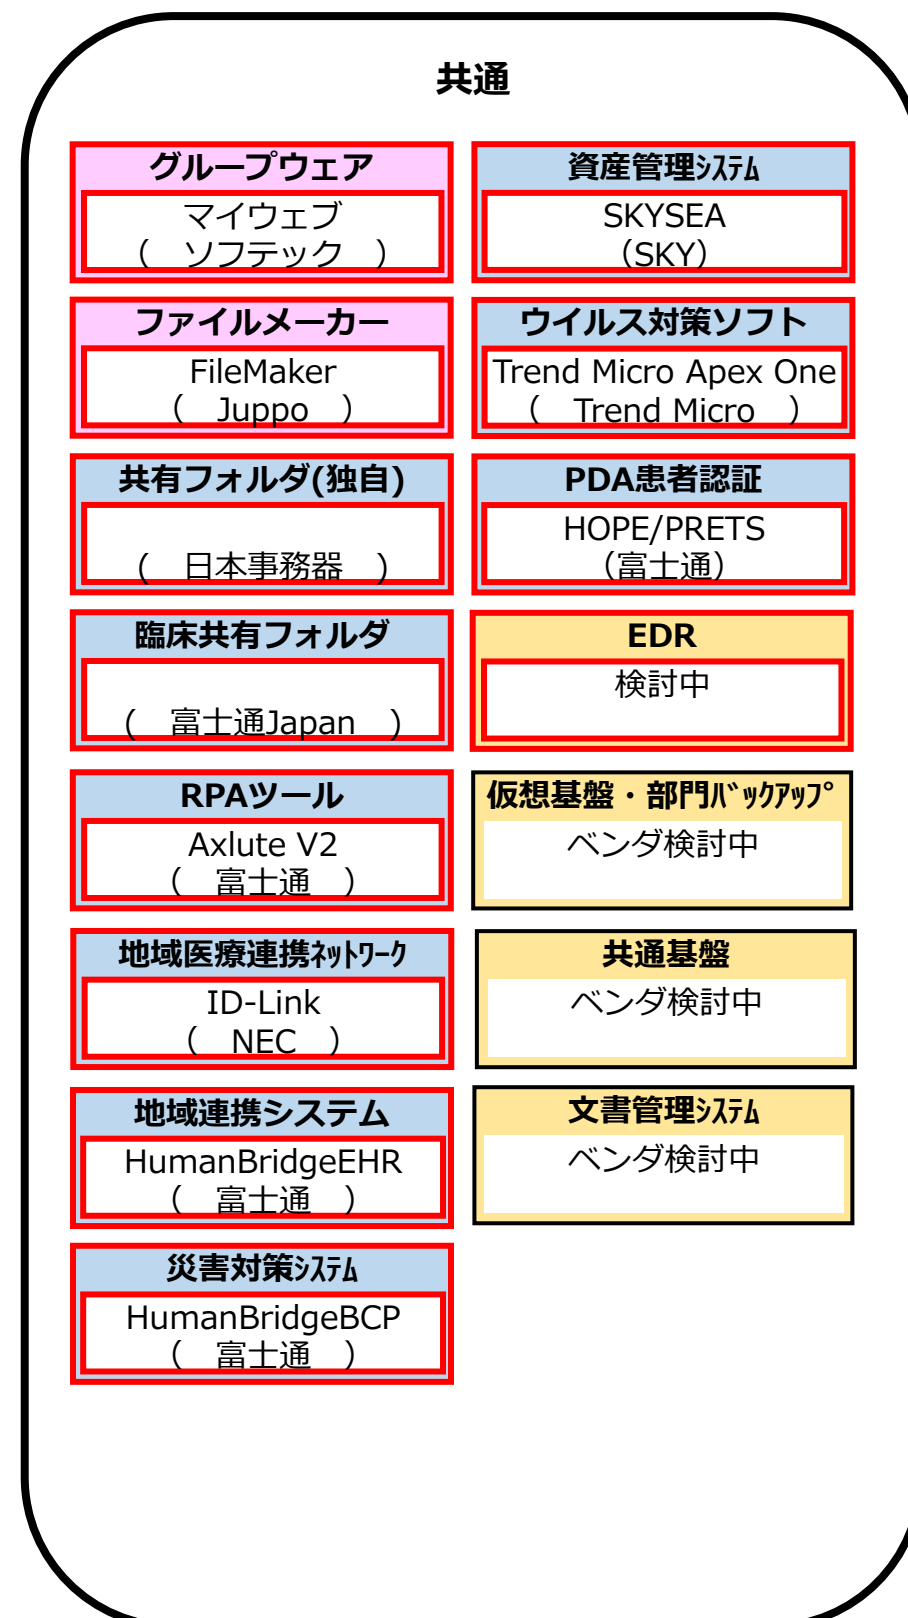 共通
グループウェア
マイウェブ
（　ソフテック　）
ファイルメーカー
FileMaker
（　Juppo　）
共有フォルダ(独自)
(　日本事務器　)
臨床共有フォルダ
(　富士通Japan　)
RPAツール
Axlute V2
（　富士通　）
地域医療連携ﾈｯﾄﾜｰｸ
ID-Link
（　NEC　）
地域連携システム
HumanBridgeEHR
（　富士通　）
災害対策ｼｽﾃﾑ
HumanBridgeBCP
（　富士通　）
資産管理ｼｽﾃﾑ
SKYSEA
（SKY）
ウイルス対策ソフト
Trend Micro Apex One
（　Trend Micro　）
PDA患者認証
HOPE/PRETS
（富士通）
EDR
検討中
仮想基盤・部門ﾊﾞｯｸｱｯﾌﾟ
ベンダ検討中
共通基盤
ベンダ検討中
文書管理ｼｽﾃﾑ
ベンダ検討中